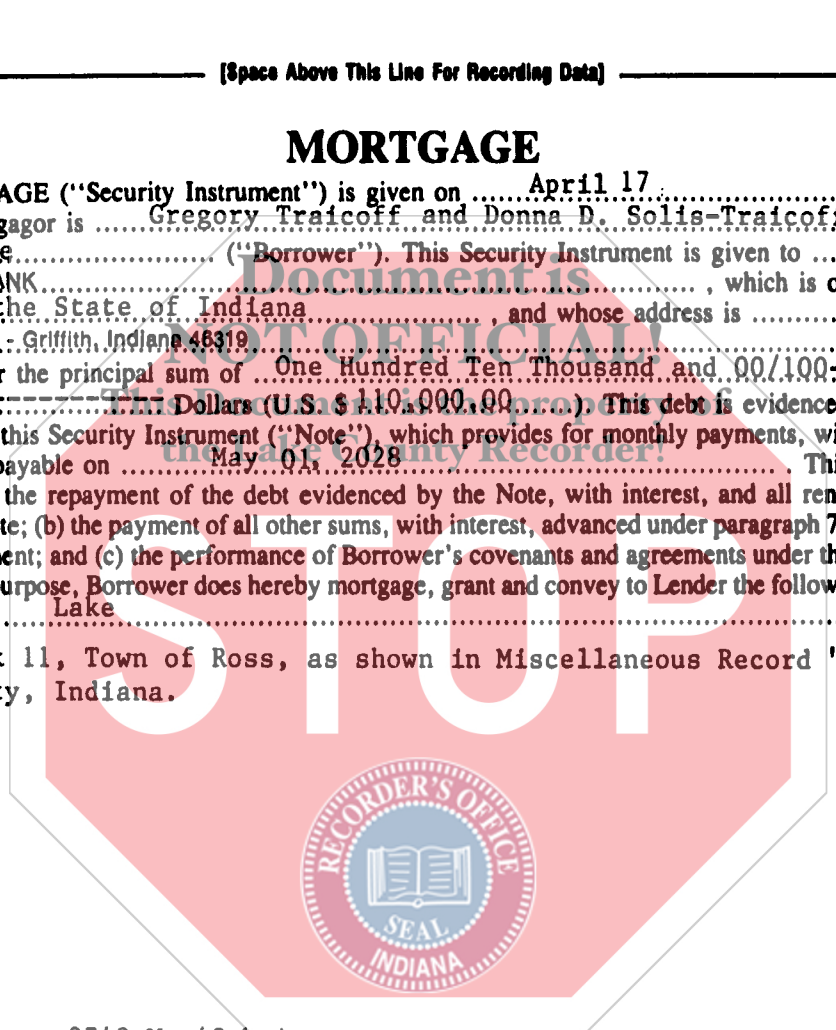 [Space Above This Line For Recording Data]
MORTGAGE
AGE (‘‘Security Instrument’’) is given on .......April 17.......................
gagor is ......Gregory Traicoff and Donna D. Solis-Traicoff
e....................... (‘‘Borrower’’). This Security Instrument is given to ...
ANK........................................................................... , which is o
the State of Indiana................... , and whose address is .........
- Griffith, Indiana 46319
r the principal sum of ...One Hundred Ten Thousand and 00/100-
---------------- Dollars (U.S. $ 110,000.00.......). This debt is evidence
this Security Instrument (‘‘Note’’), which provides for monthly payments, wi
payable on ...........May 01, 2028............................................. . Thi
the repayment of the debt evidenced by the Note, with interest, and all ren
te; (b) the payment of all other sums, with interest, advanced under paragraph 7
ent; and (c) the performance of Borrower's covenants and agreements under th
urpose, Borrower does hereby mortgage, grant and convey to Lender the follow
Lake
k 11, Town of Ross, as shown in Miscellaneous Record "
ty, Indiana.
Document is
NOT OFFICIAL!
This Document is the property of
the Lake County Recorder!
STOP
RECORDER'S OFFICE
SEAL
INDIANA